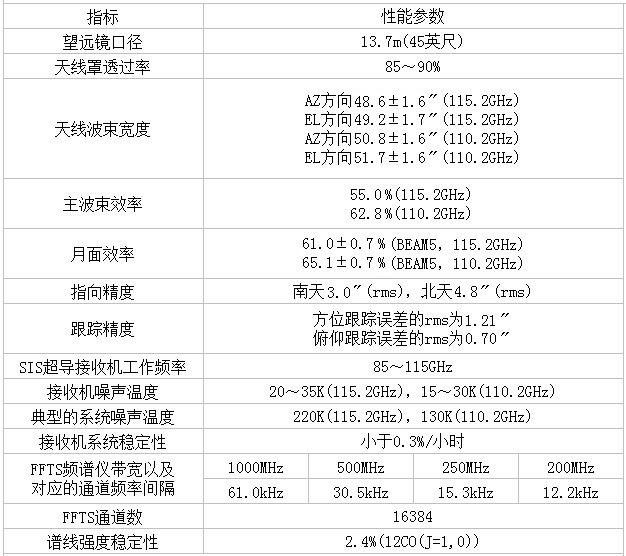 指标 性能参数
望远镜口径 13.7m(45英尺)
天线罩透过率 85～90%
天线波束宽度
AZ方向48.6±1.6″(115.2GHz)
EL方向49.2±1.7″(115.2GHz)
AZ方向50.8±1.6″(110.2GHz)
EL方向51.7±1.6″(110.2GHz)
主波束效率
55.0%(115.2GHz)
62.8%(110.2GHz)
月面效率
61.0±0.7%(BEAM5, 115.2GHz)
65.1±0.7%(BEAM5, 110.2GHz)
指向精度 南天3.0″(rms), 北天4.8″(rms)
跟踪精度
方位跟踪误差的rms为1.21″
俯仰跟踪误差的rms为0.70″
SIS超导接收机工作频率 85～115GHz
接收机噪声温度 20～35K(115.2GHz), 15～30K(110.2GHz)
典型的系统噪声温度 220K(115.2GHz), 130K(110.2GHz)
接收机系统稳定性 小于0.3%/小时
FFTS频谱仪带宽以及
对应的通道频率间隔
1000MHz 500MHz 250MHz 200MHz
61.0kHz 30.5kHz 15.3kHz 12.2kHz
FFTS通道数 16384
谱线强度稳定性 2.4%(12CO(J=1,0))